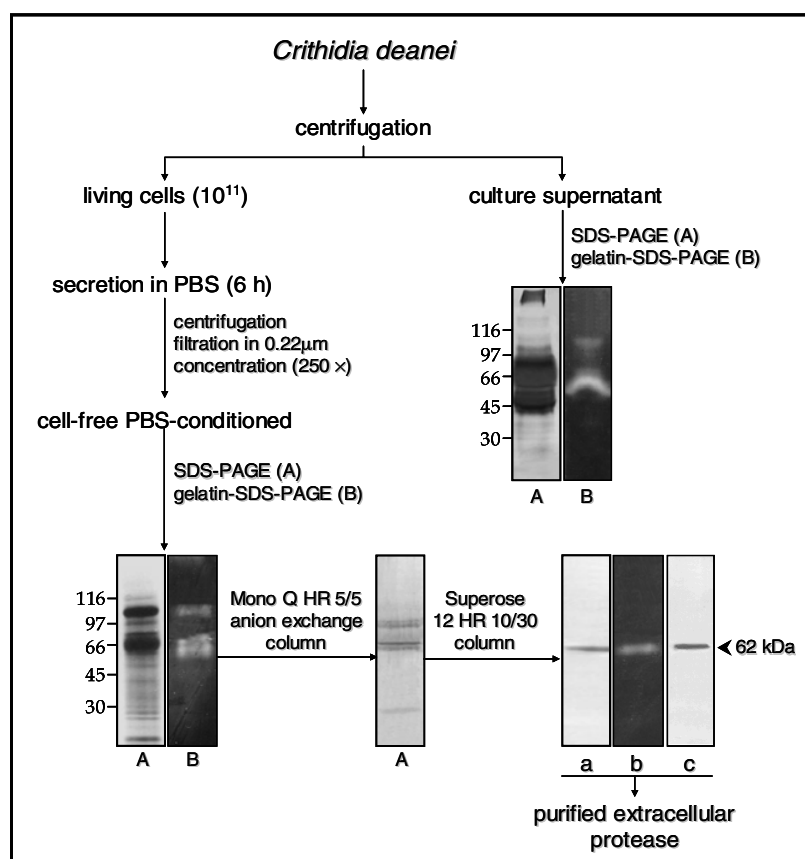 Crithidia deanei
centrifugation
living cells (10¹¹)
culture supernatant
SDS-PAGE (A)
gelatin-SDS-PAGE (B)
116
97
66
45
30
A
B
secretion in PBS (6 h)
centrifugation
filtration in 0.22μm
concentration (250 ×)
cell-free PBS-conditioned
SDS-PAGE (A)
gelatin-SDS-PAGE (B)
116
97
66
45
30
A
B
Mono Q HR 5/5
anion exchange
column
A
Superose
12 HR 10/30
column
62 kDa
a
b
c
purified extracellular
protease